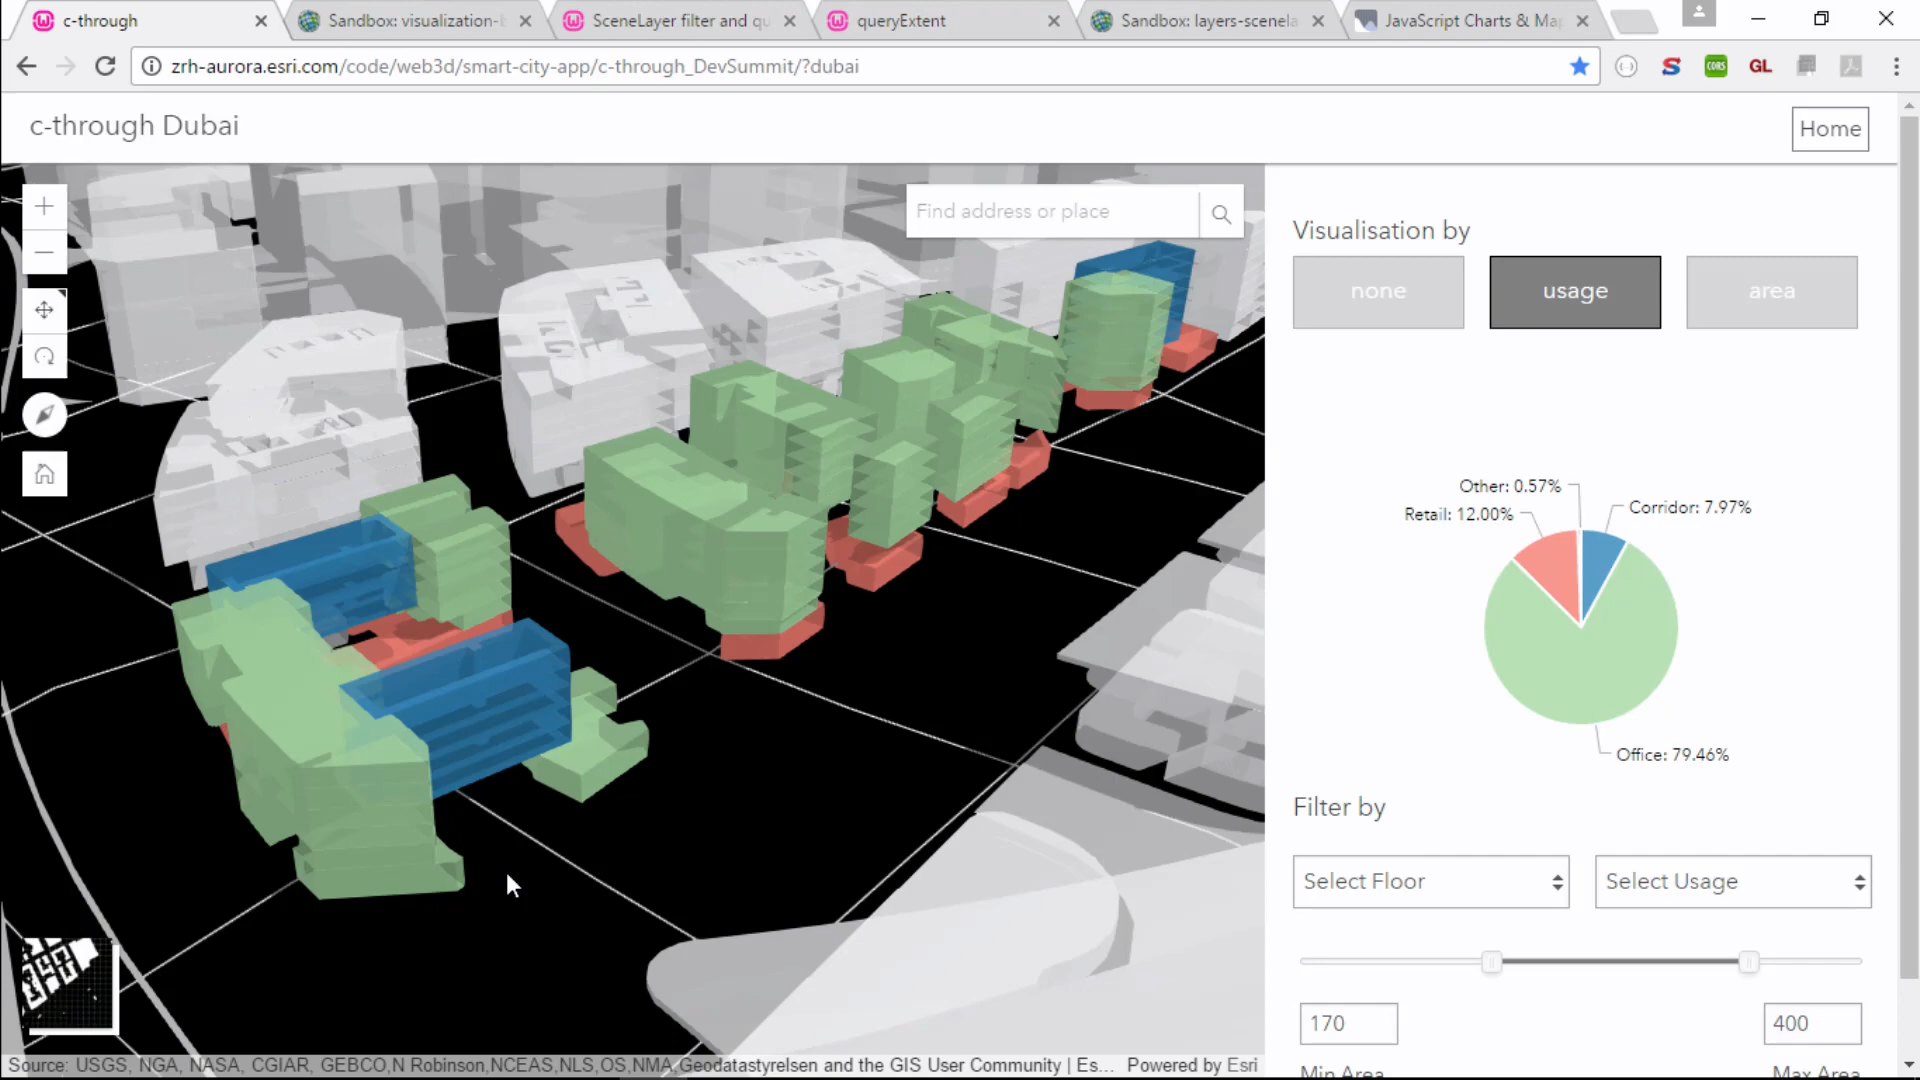 c-through
Sandbox: visualization-
SceneLayer filter and qu
queryExtent
Sandbox: layers-scenela
JavaScript Charts & Ma
zrh-aurora.esri.com/code/web3d/smart-city-app/c-through_DevSummit/?dubai
CORS
GL
c-through Dubai
Home
Find address or place
Visualisation by
none
usage
area
Other: 0.57%
Corridor: 7.97%
Retail: 12.00%
Office: 79.46%
Filter by
Select Floor
Select Usage
170
400
Min Area
Max Area
Source: USGS, NGA, NASA, CGIAR, GEBCO,N Robinson,NCEAS,NLS,OS,NMA,Geodatastyrelsen and the GIS User Community | Es...
Powered by Esri